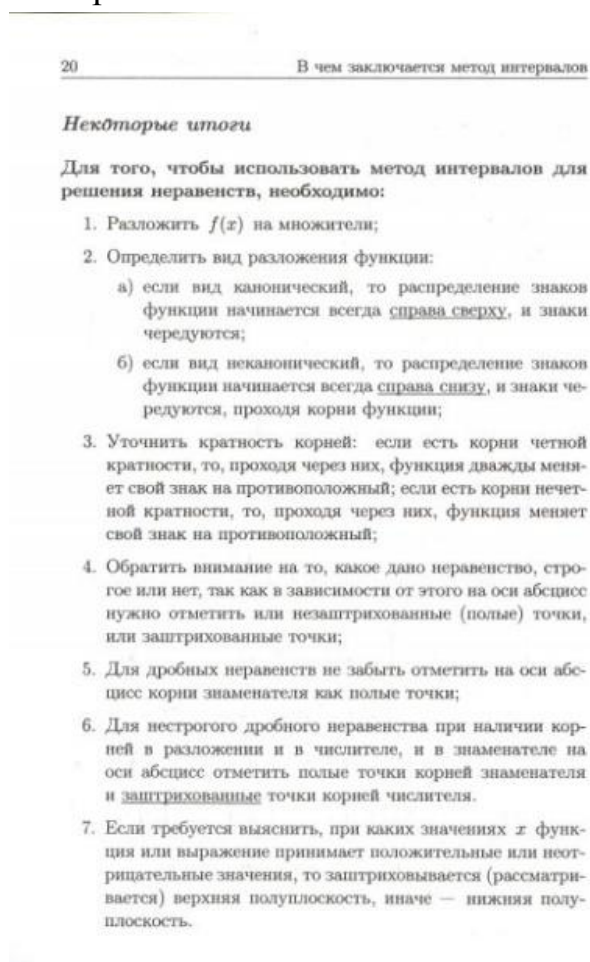 20 В чем заключается метод интервалов
Некоторые итоги
Для того, чтобы использовать метод интервалов для
решения неравенств, необходимо:
1. Разложить f(x) на множители;
2. Определить вид разложения функции:
а) если вид канонический, то распределение знаков
функции начинается всегда справа сверху, и знаки
чередуются;
б) если вид неканонический, то распределение знаков
функции начинается всегда справа снизу, и знаки че-
редуются, проходя корни функции;
3. Уточнить кратность корней: если есть корни четной
кратности, то, проходя через них, функция дважды меня-
ет свой знак на противоположный; если есть корни нечет-
ной кратности, то, проходя через них, функция меняет
свой знак на противоположный;
4. Обратить внимание на то, какое дано неравенство, стро-
гое или нет, так как в зависимости от этого на оси абсцисс
нужно отметить или незаштрихованные (полые) точки,
или заштрихованные точки;
5. Для дробных неравенств не забыть отметить на оси абс-
цисс корни знаменателя как полые точки;
6. Для нестрогого дробного неравенства при наличии кор-
ней в разложении и в числителе, и в знаменателе на
оси абсцисс отметить полые точки корней знаменателя
и заштрихованные точки корней числителя.
7. Если требуется выяснить, при каких значениях x функ-
ция или выражение принимает положительные или неот-
рицательные значения, то заштриховывается (рассматри-
вается) верхняя полуплоскость, иначе — нижняя полу-
плоскость.